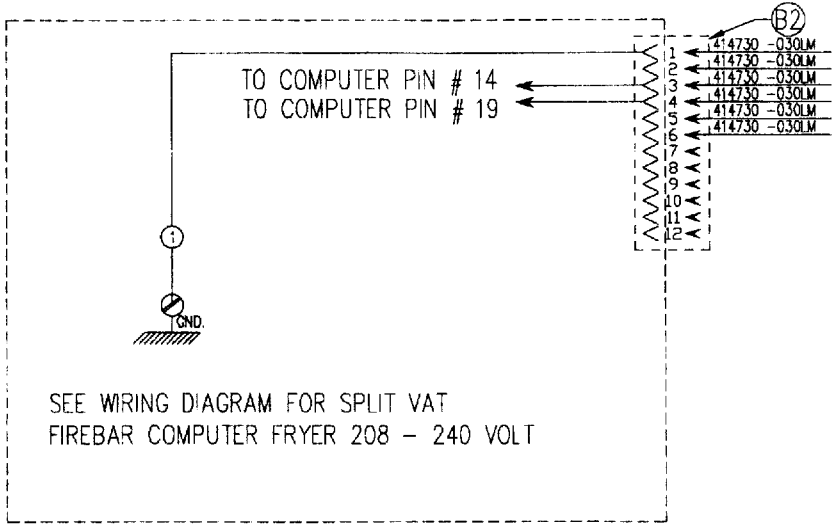 B2
1 414730 -030LM
2 414730 -030LM
TO COMPUTER PIN # 14 3 414730 -030LM
TO COMPUTER PIN # 19 4 414730 -030LM
5 414730 -030LM
6 414730 -030LM
7
8
9
10
11
12
1
GND.
SEE WIRING DIAGRAM FOR SPLIT VAT
FIREBAR COMPUTER FRYER 208 - 240 VOLT